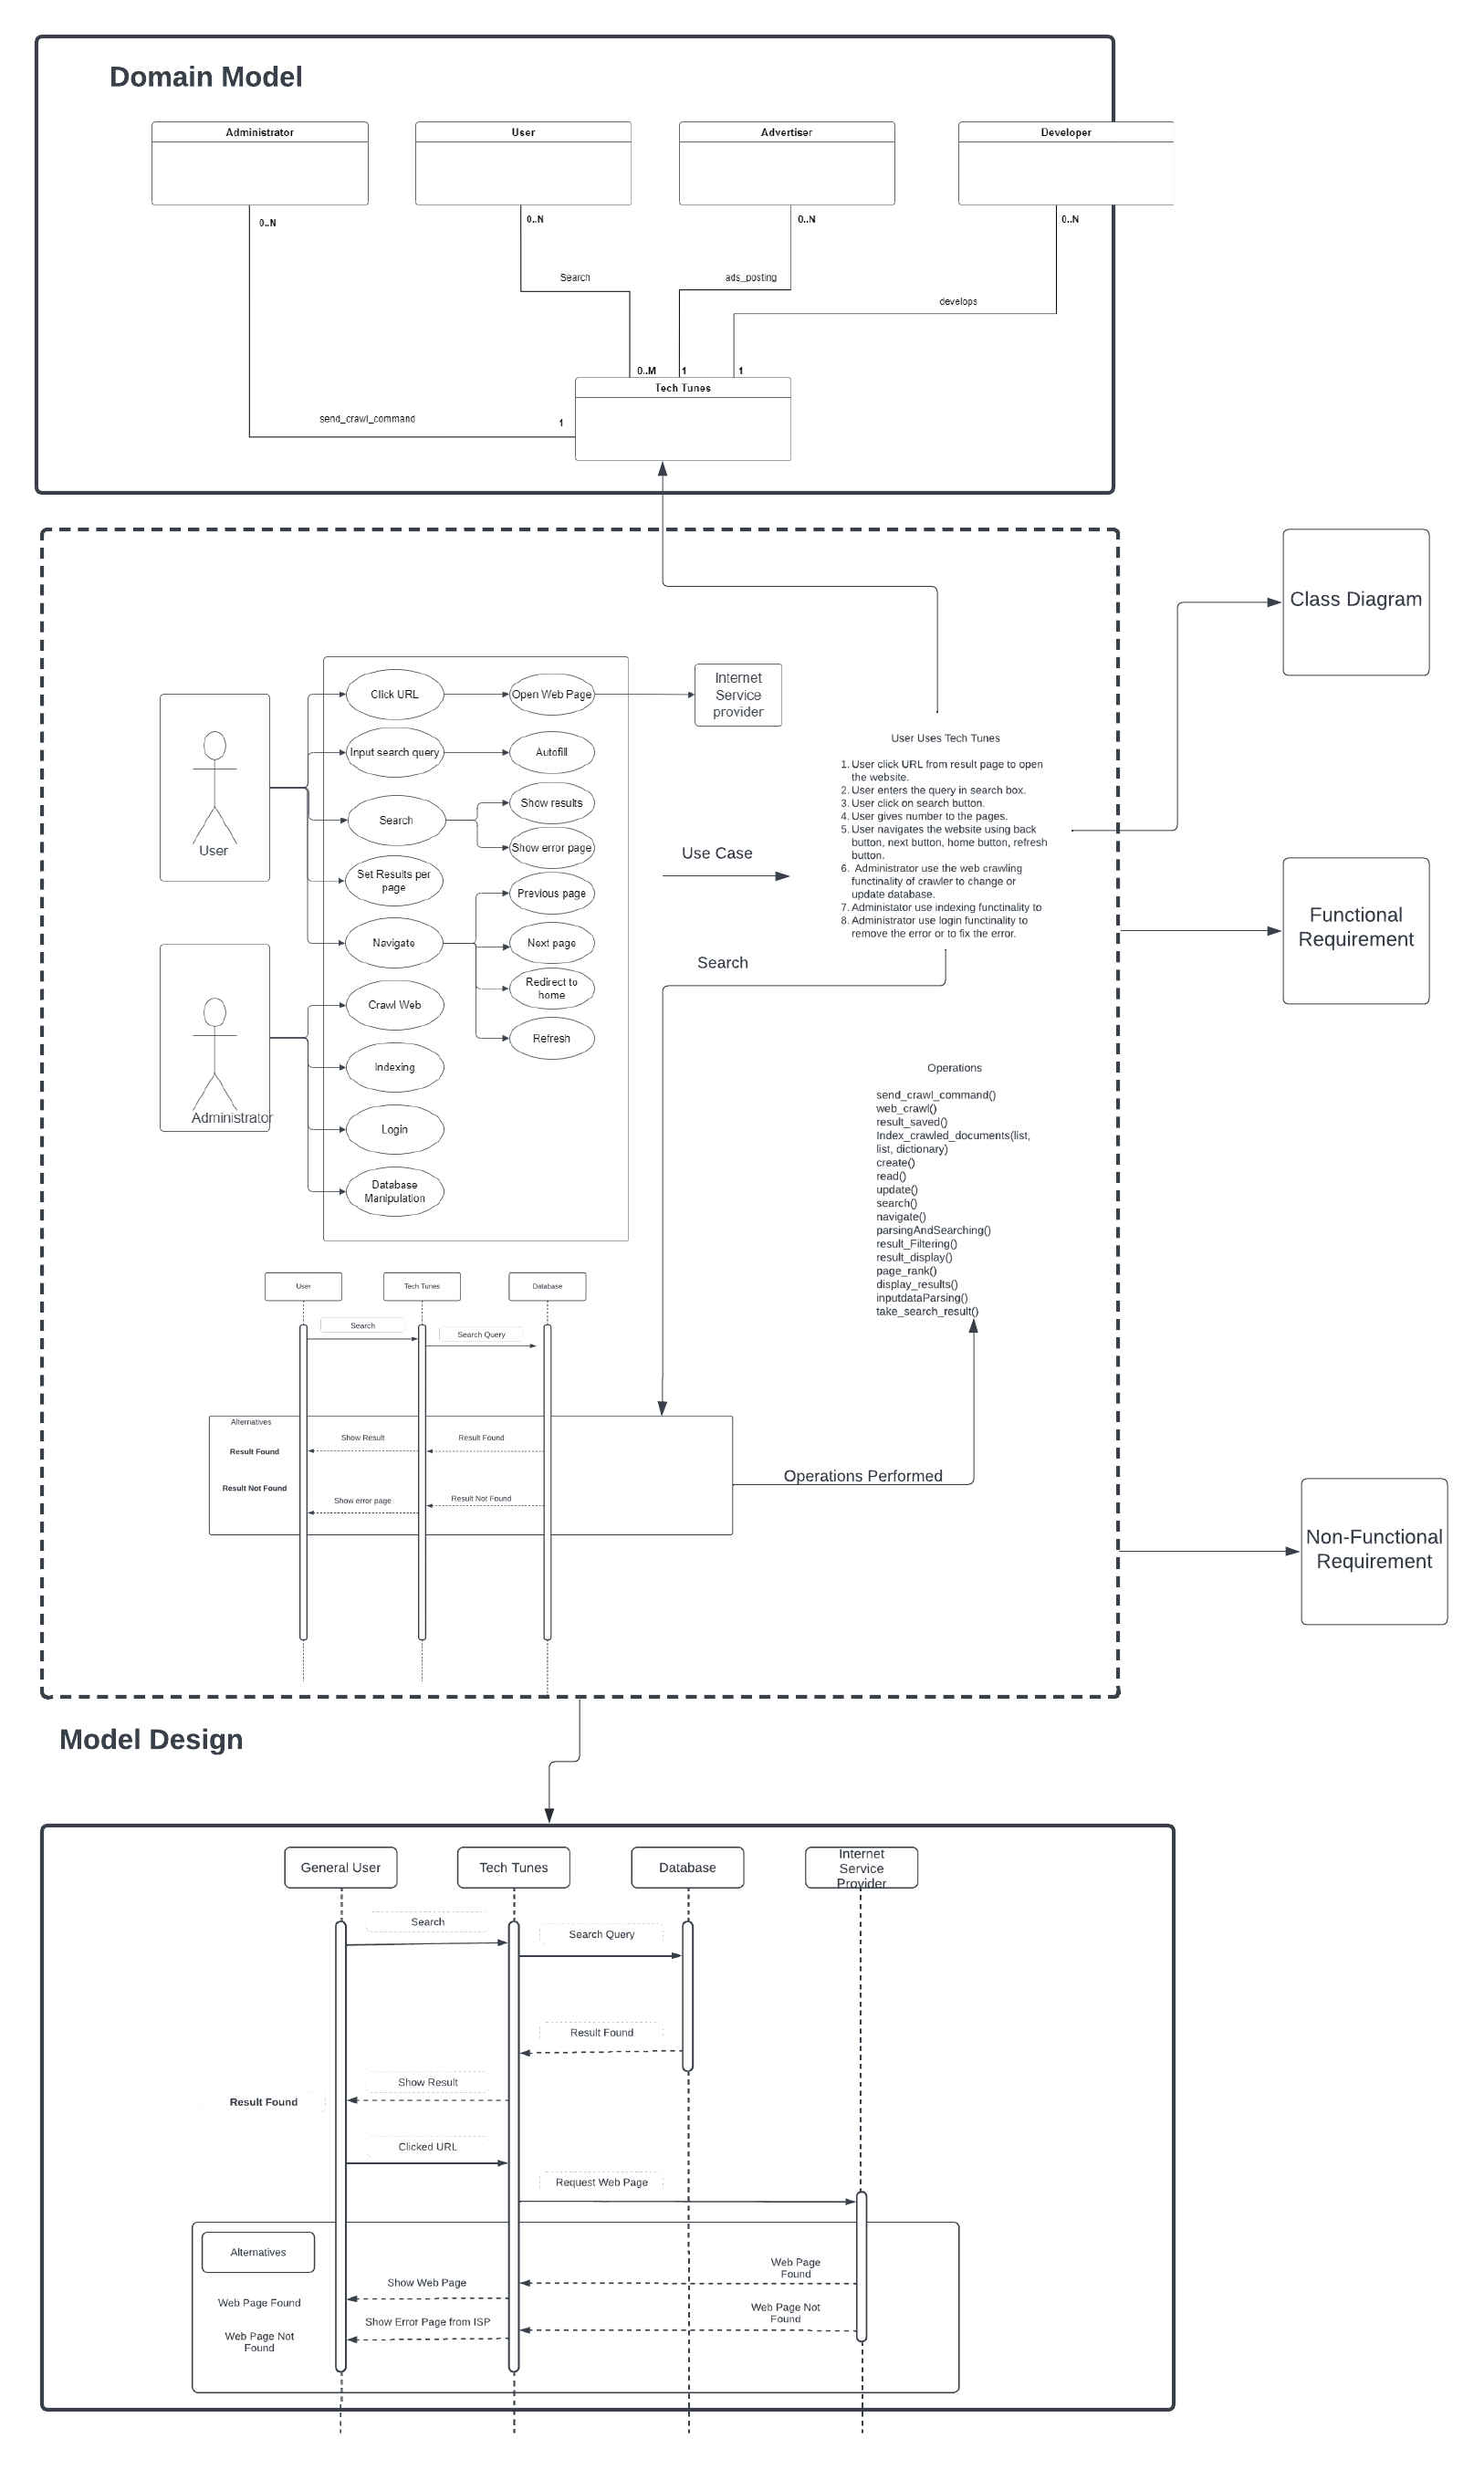 Domain Model
Administrator
User
Advertiser
Developer
0..N
0..N
0..N
0..N
Search
ads_posting
develops
0..M
1
1
Tech Tunes
send_crawl_command
1
Class Diagram
Click URL
Open Web Page
Internet
Service
provider
User Uses Tech Tunes
Input search query
Autofill
1. User click URL from result page to open
the website.
2. User enters the query in search box.
3. User click on search button.
4. User gives number to the pages.
5. User navigates the website using back
button, next button, home button, refresh
button.
6. Administrator use the web crawling
functinality of crawler to change or
update database.
7. Administator use indexing functinality to
8. Administrator use login functinality to
remove the error or to fix the error.
Search
Show results
Show error page
User
Use Case
Set Results per
page
Previous page
Navigate
Next page
Functional
Requirement
Search
Redirect to
home
Crawl Web
Refresh
Indexing
Administrator
Login
Database
Manipulation
Operations
send_crawl_command()
web_crawl()
result_saved()
Index_crawled_documents(list,
list, dictionary)
create()
read()
update()
search()
navigate()
parsingAndSearching()
result_Filtering()
result_display()
page_rank()
display_results()
inputdataParsing()
take_search_result()
User
Tech Tunes
Database
Search
Search Query
Alternatives
Show Result
Result Found
Result Found
Result Not Found
Show error page
Result Not Found
Operations Performed
Non-Functional
Requirement
Model Design
General User
Tech Tunes
Database
Internet
Service
Provider
Search
Search Query
Result Found
Show Result
Result Found
Clicked URL
Request Web Page
Alternatives
Web Page
Found
Show Web Page
Web Page Found
Web Page Not
Found
Show Error Page from ISP
Web Page Not
Found